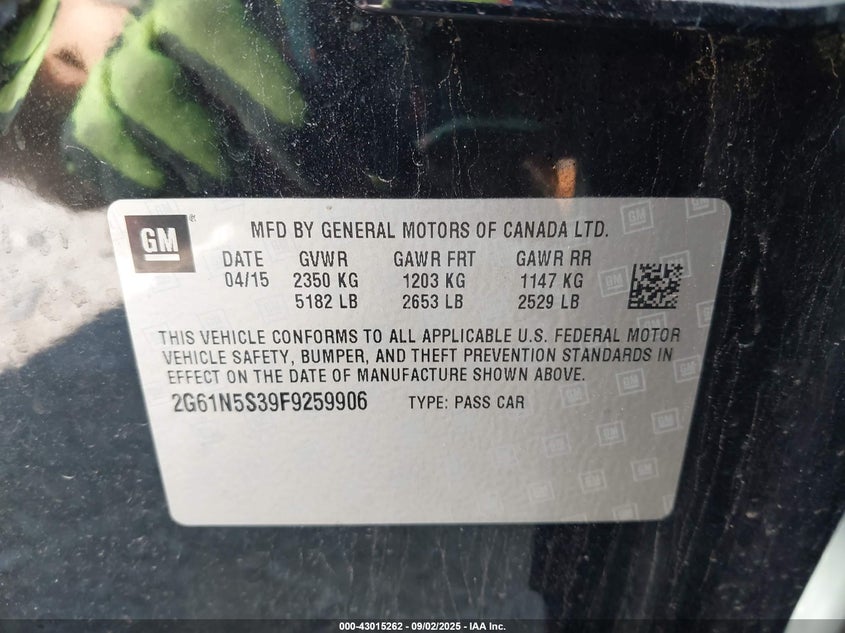 GM
MFD BY GENERAL MOTORS OF CANADA LTD.
DATE GVWR GAWR FRT GAWR RR
04/15 2350 KG 1203 KG 1147 KG
5182 LB 2653 LB 2529 LB
THIS VEHICLE CONFORMS TO ALL APPLICABLE U.S. FEDERAL MOTOR
VEHICLE SAFETY, BUMPER, AND THEFT PREVENTION STANDARDS IN
EFFECT ON THE DATE OF MANUFACTURE SHOWN ABOVE.
2G61N5S39F9259906 TYPE: PASS CAR
000-43015262 - 09/02/2025 - IAA Inc.